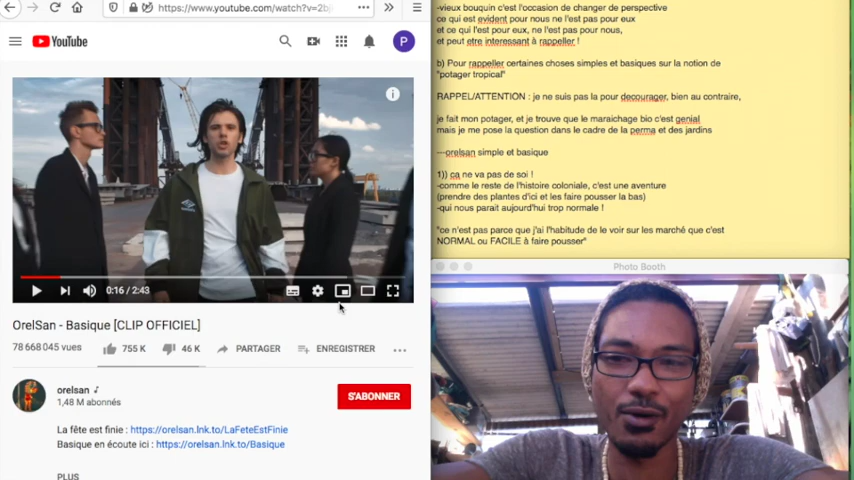 https://www.youtube.com/watch?v=2bj
YouTube
P
0:16 / 2:43
OrelSan - Basique [CLIP OFFICIEL]
78 668 045 vues
755 K
46 K
PARTAGER
ENREGISTRER
orelsan
1,48 M abonnés
S'ABONNER
La fête est finie : https://orelsan.lnk.to/LaFeteEstFinie
Basique en écoute ici : https://orelsan.lnk.to/Basique
PLUS
-vieux bouquin c'est l'occasion de changer de perspective
ce qui est evident pour nous ne l'est pas pour eux
et ce qui l'est pour eux, ne l'est pas pour nous,
et peut etre interessant à rappeller !
b) Pour rappeller certaines choses simples et basiques sur la notion de
"potager tropical"
RAPPEL/ATTENTION : je ne suis pas la pour decourager, bien au contraire,
je fait mon potager, et je trouve que le maraichage bio c'est genial
mais je me pose la question dans le cadre de la perma et des jardins
---orelsan simple et basique
1)) ca ne va pas de soi !
-comme le reste de l'histoire coloniale, c'est une aventure
(prendre des plantes d'ici et les faire pousser la bas)
-qui nous parait aujourd'hui trop normale !
"ce n'est pas parce que j'ai l'habitude de le voir sur les marché que c'est
NORMAL ou FACILE à faire pousser"
Photo Booth